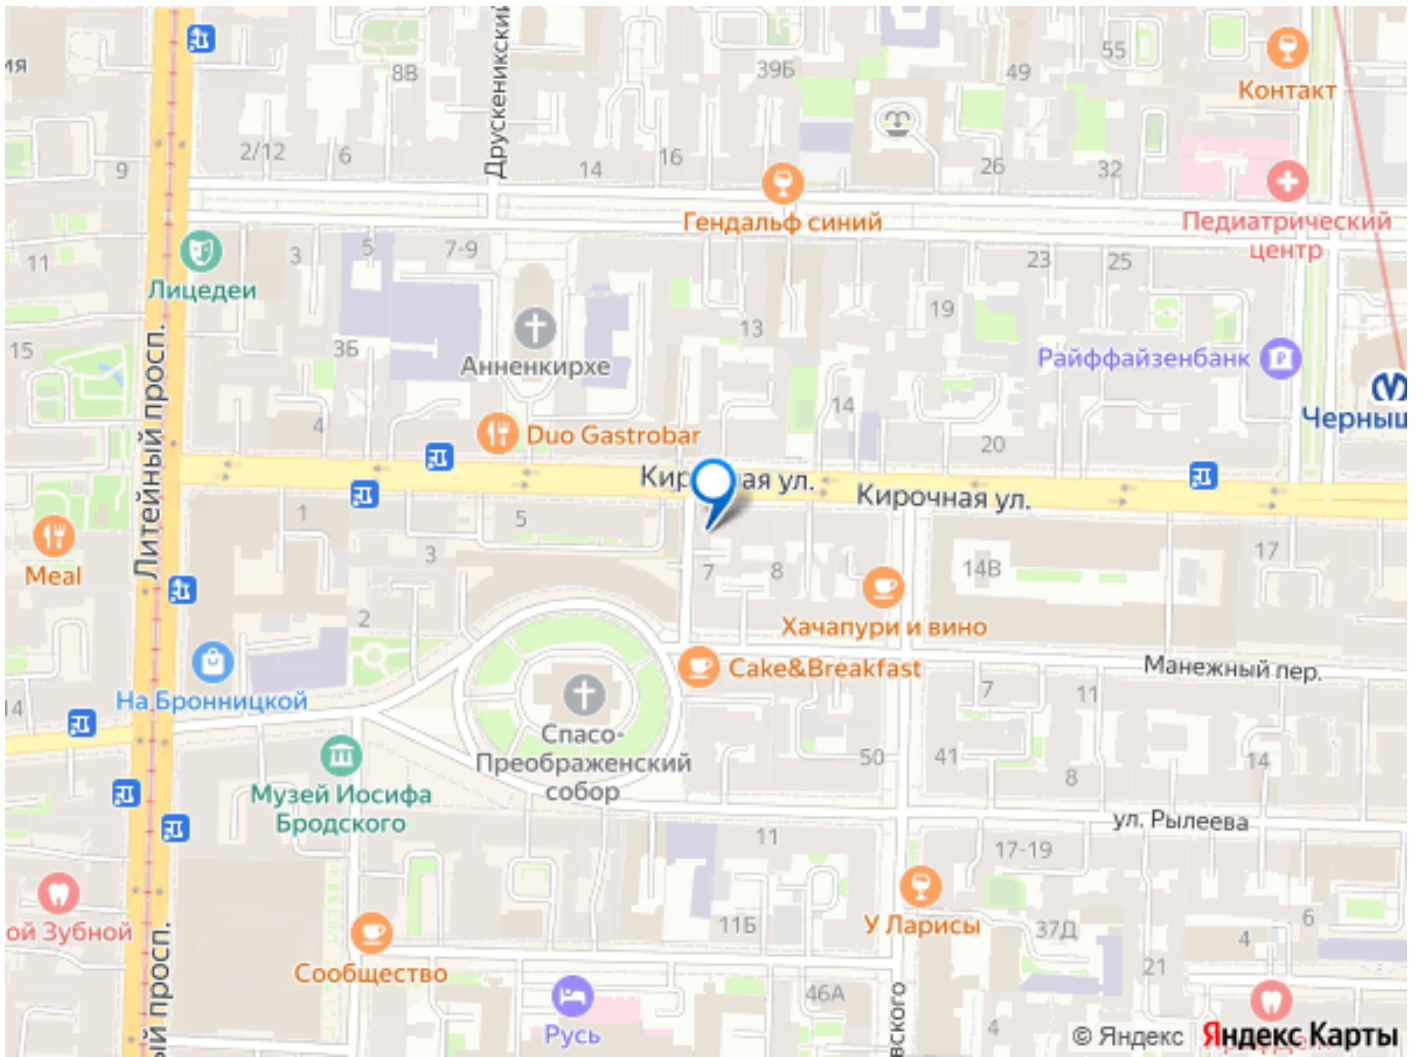 ия
8В
Друскеникский
39Б
49
55
Контакт
9
2/12
6
14
16
26
32
Гендальф синий
Педиатрический
центр
11
Лицедеи
3
5
7-9
23
25
19
13
15
3Б
Анненкирхе
Райффайзенбанк
Литейный просп.
4
Duo Gastrobar
14
20
Черныш
ая ул.
Кирочная ул.
1
5
3
7
8
14В
17
Meal
2
Хачапури и вино
Cake&Breakfast
Манежный пер.
На Бронницкой
14
7
11
Спасо-
Преображенский
собор
50
41
8
14
Музей Иосифа
Бродского
11
ул. Рылеева
17-19
ой Зубной
11Б
У Ларисы
37Д
6
4
Сообщество
21
46А
Русь
ый просп.
вского
4
© Яндекс
Яндекс Карты